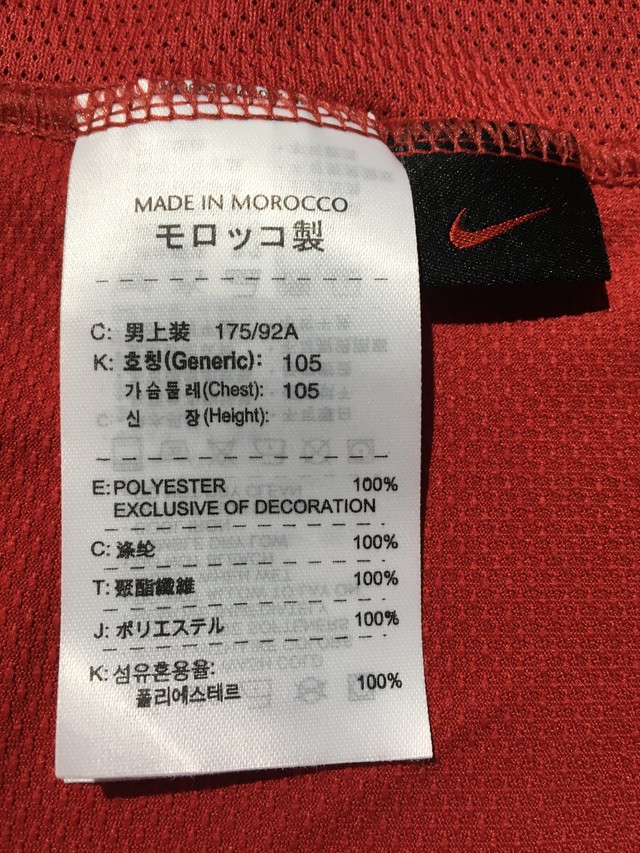 MADE IN MOROCCO
モロッコ製
C: 男上装 175/92A
K: 호칭(Generic): 105
가슴둘레(Chest): 105
신 장(Height):
E: POLYESTER 100%
EXCLUSIVE OF DECORATION
C: 涤纶 100%
T: 聚酯纖維 100%
J: ポリエステル 100%
K: 섬유혼용율:
폴리에스테르 100%